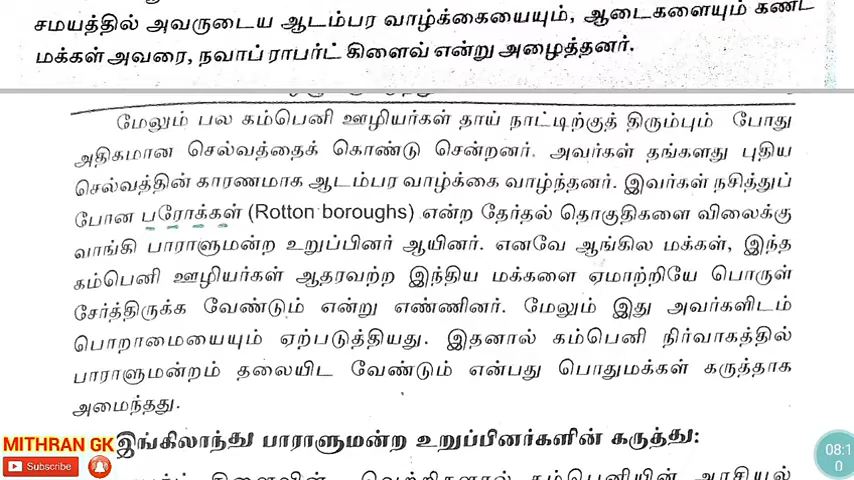 சமயத்தில் அவருடைய ஆடம்பர வாழ்க்கையையும், ஆடைகளையும் கண்ட
மக்கள் அவரை, நவாப் ராபர்ட் கிளைவ் என்று அழைத்தனர்.
மேலும் பல கம்பெனி ஊழியர்கள் தாய் நாட்டிற்குத் திரும்பும் போது
அதிகமான செல்வத்தைக் கொண்டு சென்றனர். அவர்கள் தங்களது புதிய
செல்வத்தின் காரணமாக ஆடம்பர வாழ்க்கை வாழ்ந்தனர். இவர்கள் நசித்துப்
போன பரோக்கள் (Rotton boroughs) என்ற தேர்தல் தொகுதிகளை விலைக்கு
வாங்கி பாராளுமன்ற உறுப்பினர் ஆயினர். எனவே ஆங்கில மக்கள், இந்த
கம்பெனி ஊழியர்கள் ஆதரவற்ற இந்திய மக்களை ஏமாற்றியே பொருள்
சேர்த்திருக்க வேண்டும் என்று எண்ணினர். மேலும் இது அவர்களிடம்
பொறாமையையும் ஏற்படுத்தியது. இதனால் கம்பெனி நிர்வாகத்தில்
பாராளுமன்றம் தலையிட வேண்டும் என்பது பொதுமக்கள் கருத்தாக
அமைந்தது.
இங்கிலாந்து பாராளுமன்ற உறுப்பினர்களின் கருத்து:
MITHRAN GK
Subscribe
08:1
0